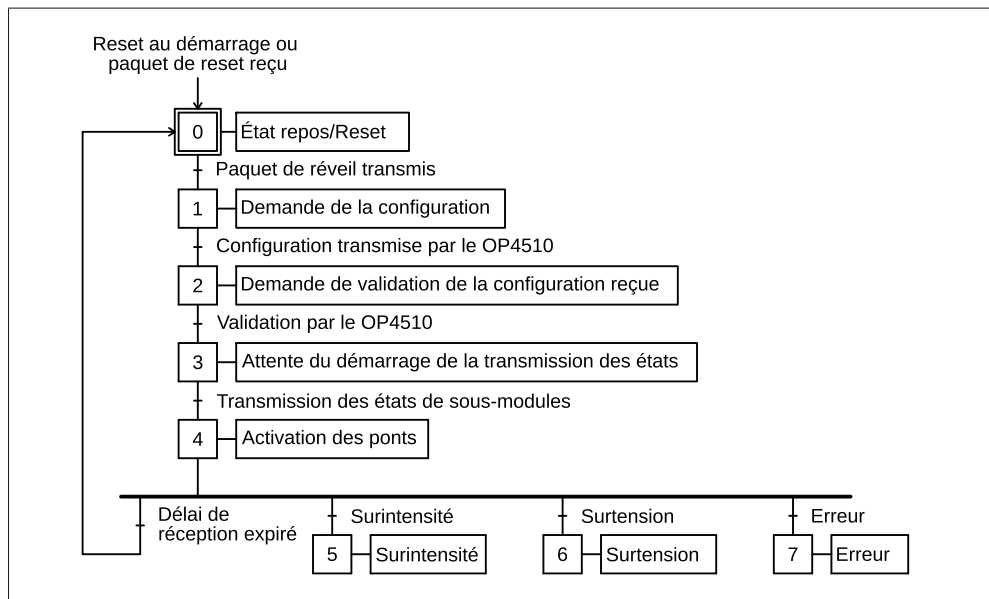 Reset au démarrage ou
paquet de reset reçu
0
État repos/Reset
Paquet de réveil transmis
1
Demande de la configuration
Configuration transmise par le OP4510
2
Demande de validation de la configuration reçue
Validation par le OP4510
3
Attente du démarrage de la transmission des états
Transmission des états de sous-modules
4
Activation des ponts
Délai de
réception expiré
Surintensité
Surtension
Erreur
5
Surintensité
6
Surtension
7
Erreur